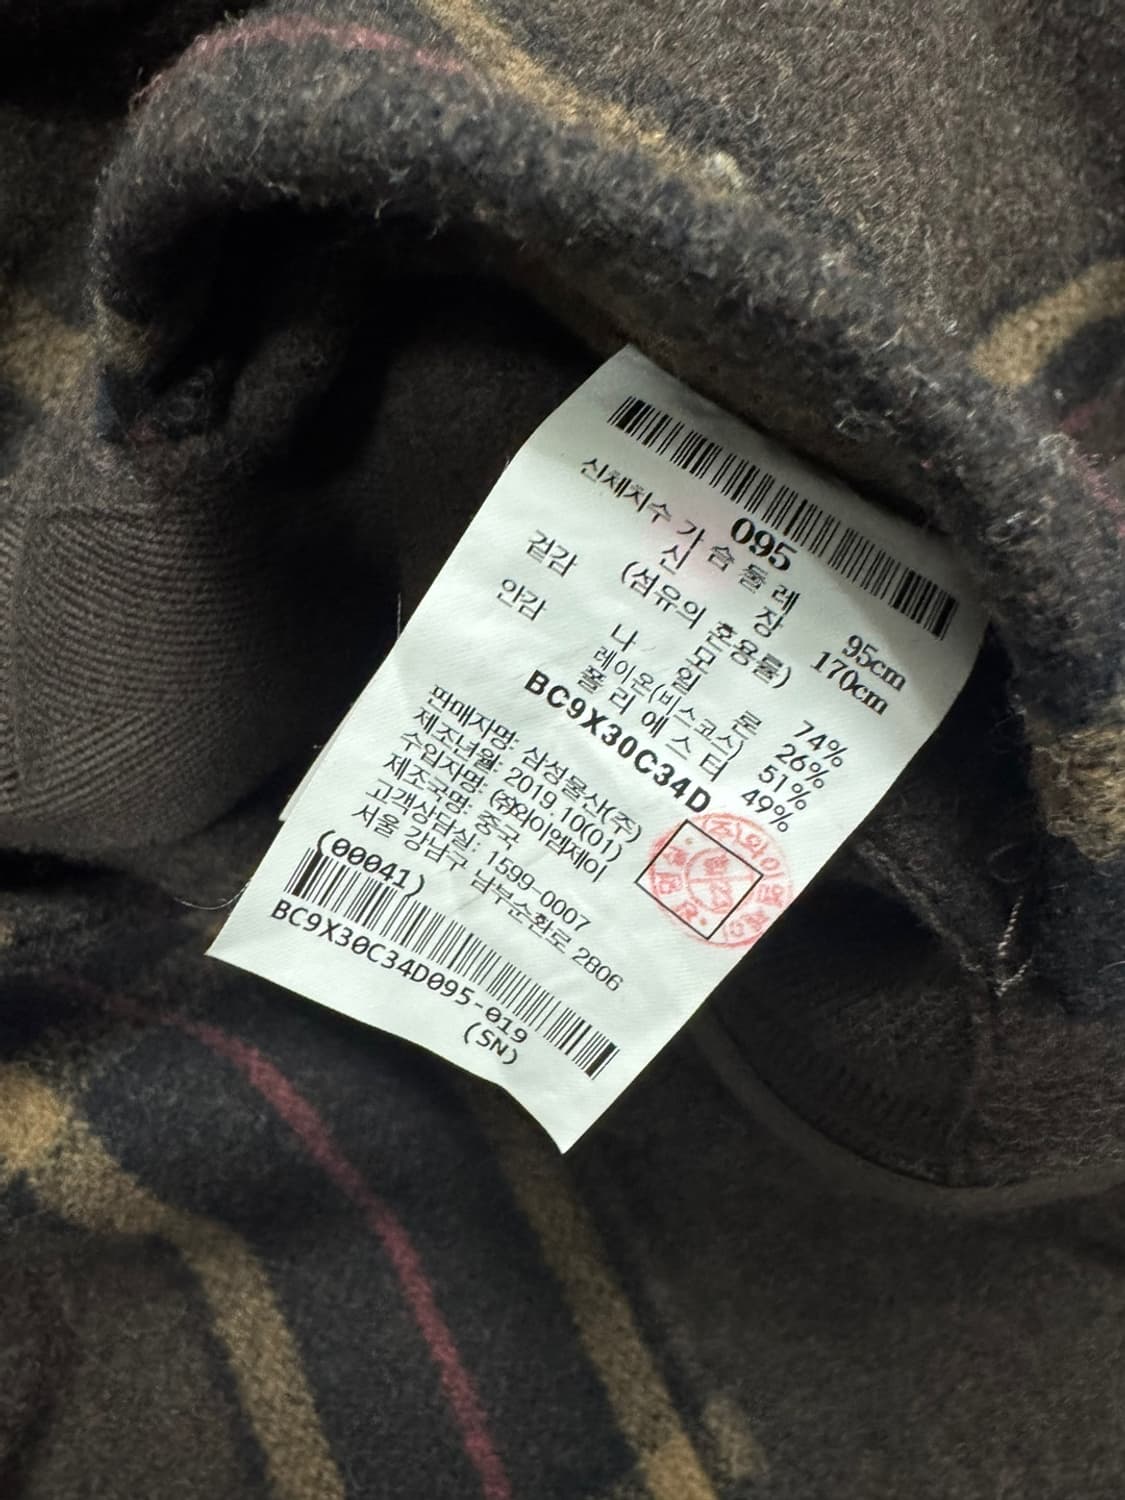 095
신체치수 가슴둘레 95cm
신 장 170cm
(섬유의 혼용률)
겉감 모 74%
나 일 론 26%
안감 레이온(비스코스) 51%
폴 리 에 스 터 49%
BC9X30C34D
판매자명: 삼성물산(주)
제조년월: 2019.10(01)
수입자명: ㈜와이엠제이
제조국명: 중국
고객상담실: 1599-0007
서울 강남구 남부순환로 2806
(00041)
BC9X30C34D095-019
(SN)